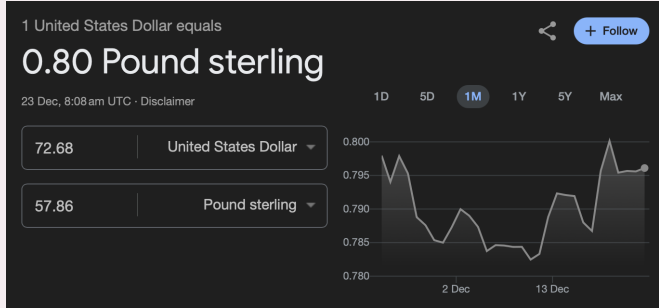 1 United States Dollar equals
+ Follow
0.80 Pound sterling
23 Dec, 8:08 am UTC · Disclaimer
1D 5D 1M 1Y 5Y Max
72.68 United States Dollar
57.86 Pound sterling
0.800
0.795
0.790
0.785
0.780
2 Dec 13 Dec